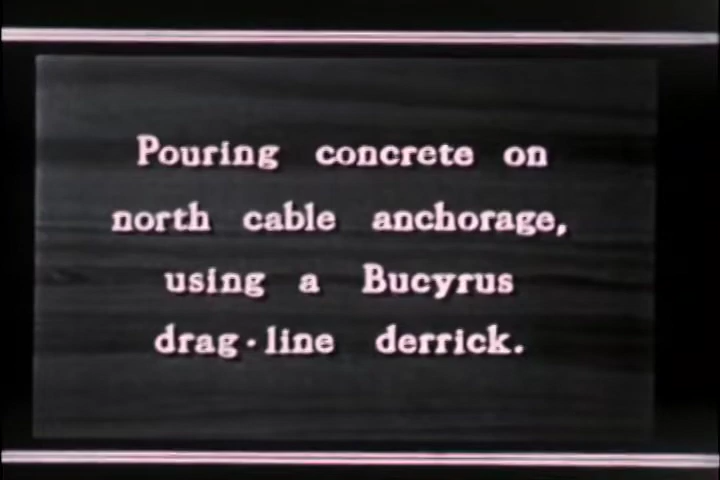 Pouring concrete on
north cable anchorage,
using a Bucyrus
drag·line derrick.